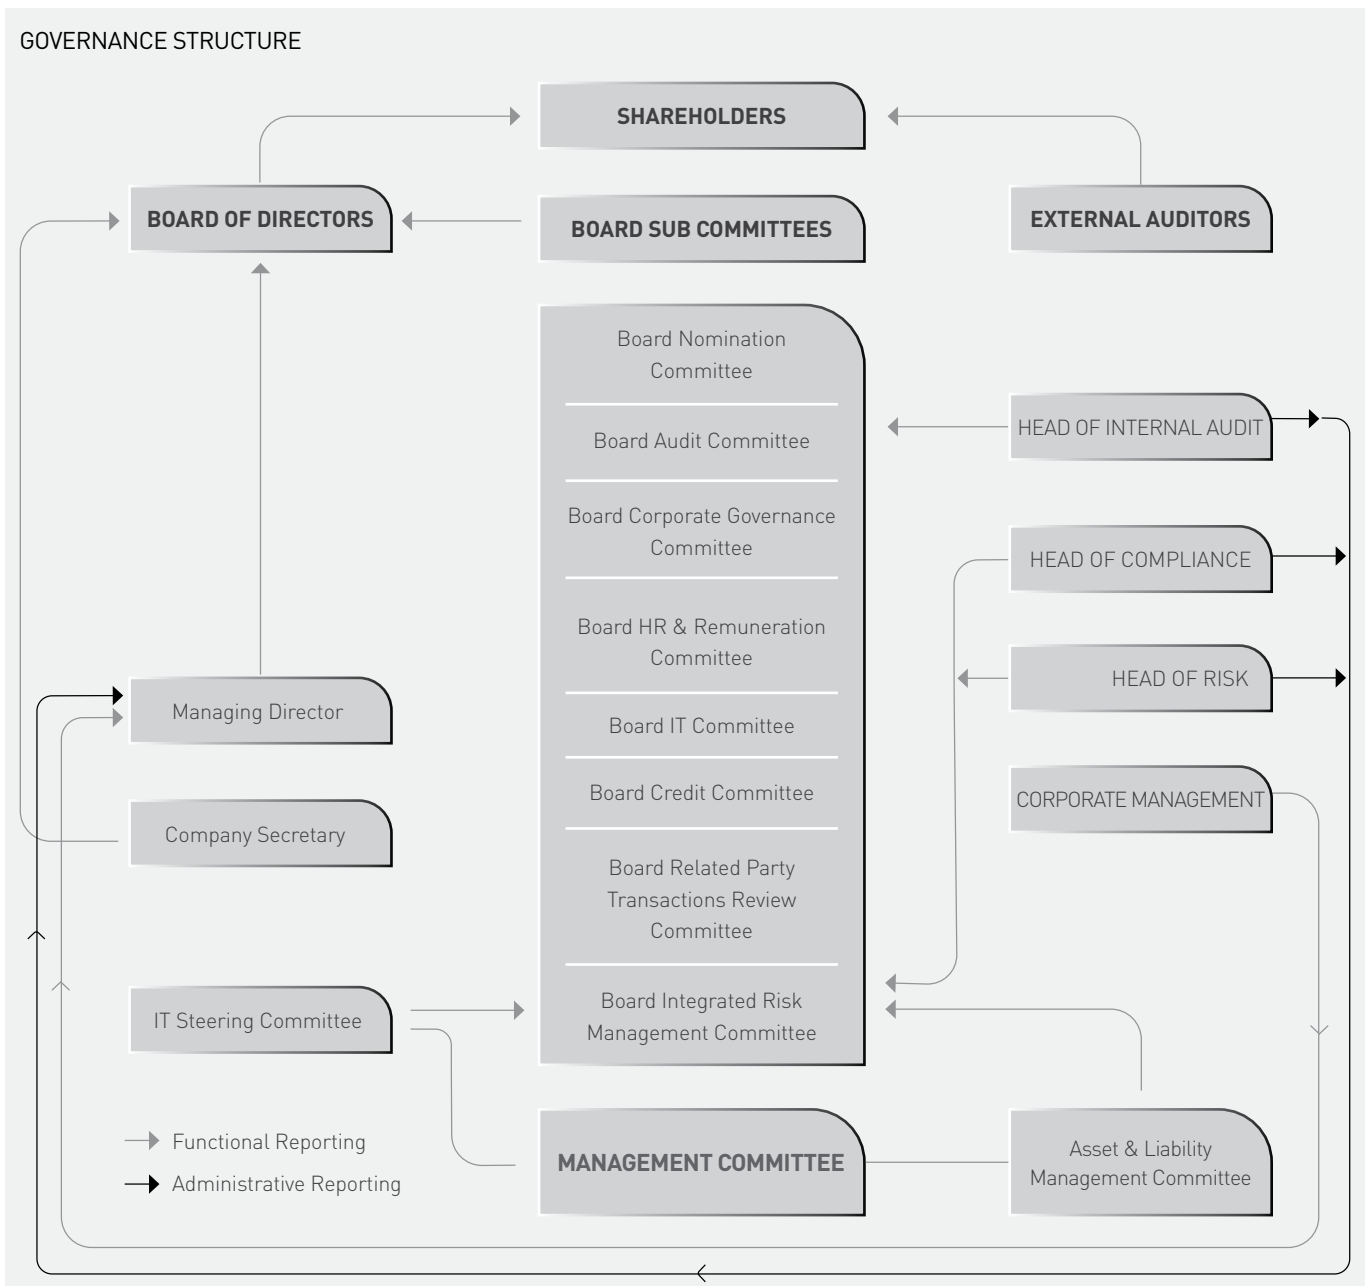 GOVERNANCE STRUCTURE
SHAREHOLDERS
BOARD OF DIRECTORS
BOARD SUB COMMITTEES
EXTERNAL AUDITORS
Board Nomination
Committee
Board Audit Committee
Board Corporate Governance
Committee
Board HR & Remuneration
Committee
Board IT Committee
Board Credit Committee
Board Related Party
Transactions Review
Committee
Board Integrated Risk
Management Committee
HEAD OF INTERNAL AUDIT
HEAD OF COMPLIANCE
HEAD OF RISK
CORPORATE MANAGEMENT
Managing Director
Company Secretary
IT Steering Committee
MANAGEMENT COMMITTEE
Asset & Liability
Management Committee
Functional Reporting
Administrative Reporting